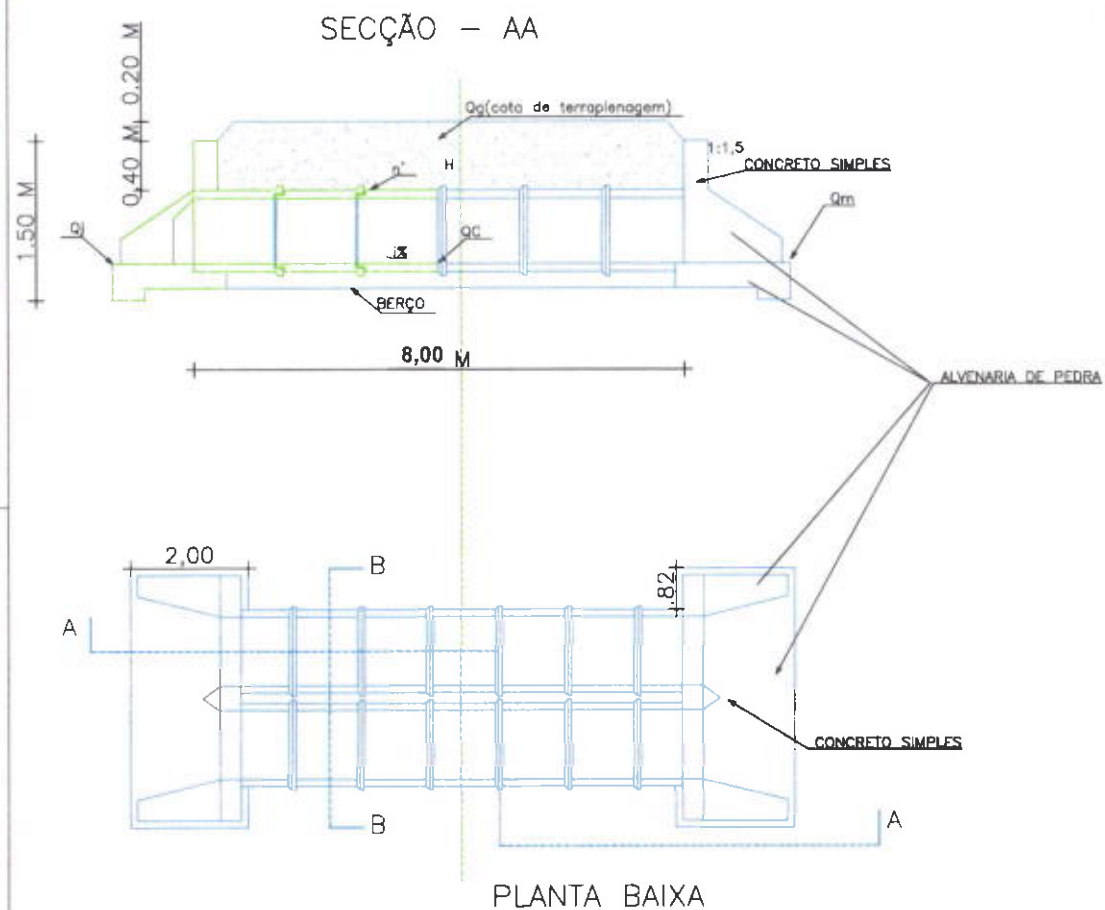 SECÇÃO - AA
0.20 M
0,40 M
1.50 M
Qg(cota de terraplenagem)
H
n'
1:1,5
CONCRETO SIMPLES
Qm
Qj
QC
i%
BERÇO
8,00 M
ALVENARIA DE PEDRA
2,00
B
.82
A
CONCRETO SIMPLES
B
A
PLANTA BAIXA